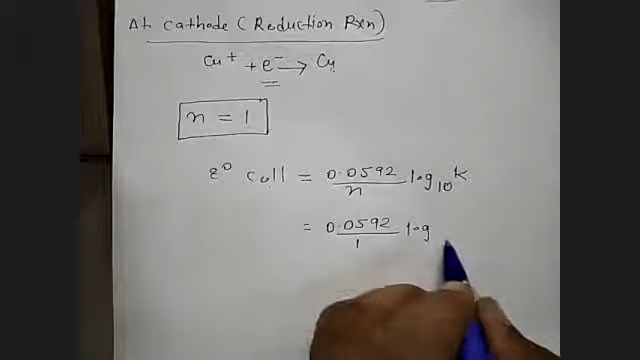 At cathode (Reduction Rxn)
Cu+ + e- → Cu
n = 1
E° cell = 0.0592/n log10 K
= 0.0592/1 log